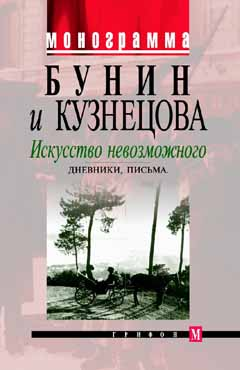 монограмма
БУНИН
и КУЗНЕЦОВА
Искусство невозможного
ДНЕВНИКИ, ПИСЬМА.
ГРИФОН М